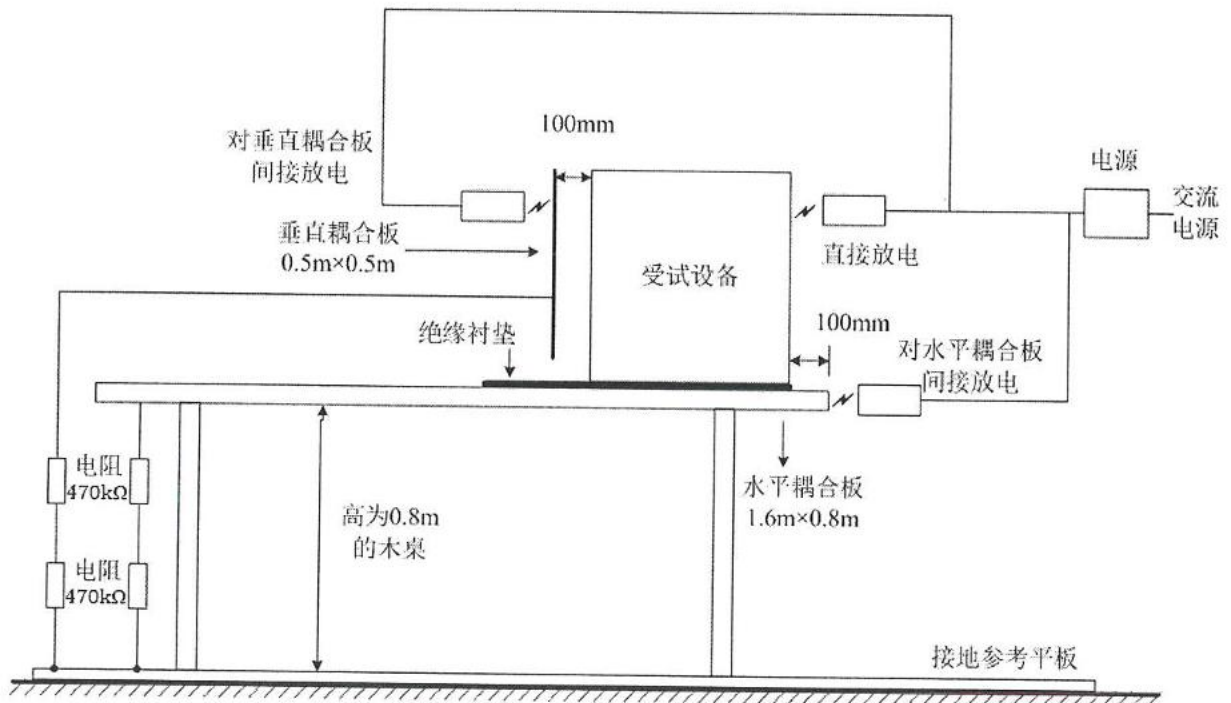 100mm
对垂直耦合板
间接放电
电源
交流
电源
垂直耦合板
0.5m×0.5m
直接放电
受试设备
100mm
绝缘衬垫
对水平耦合板
间接放电
电阻
470kΩ
水平耦合板
1.6m×0.8m
高为0.8m
的木桌
电阻
470kΩ
接地参考平板